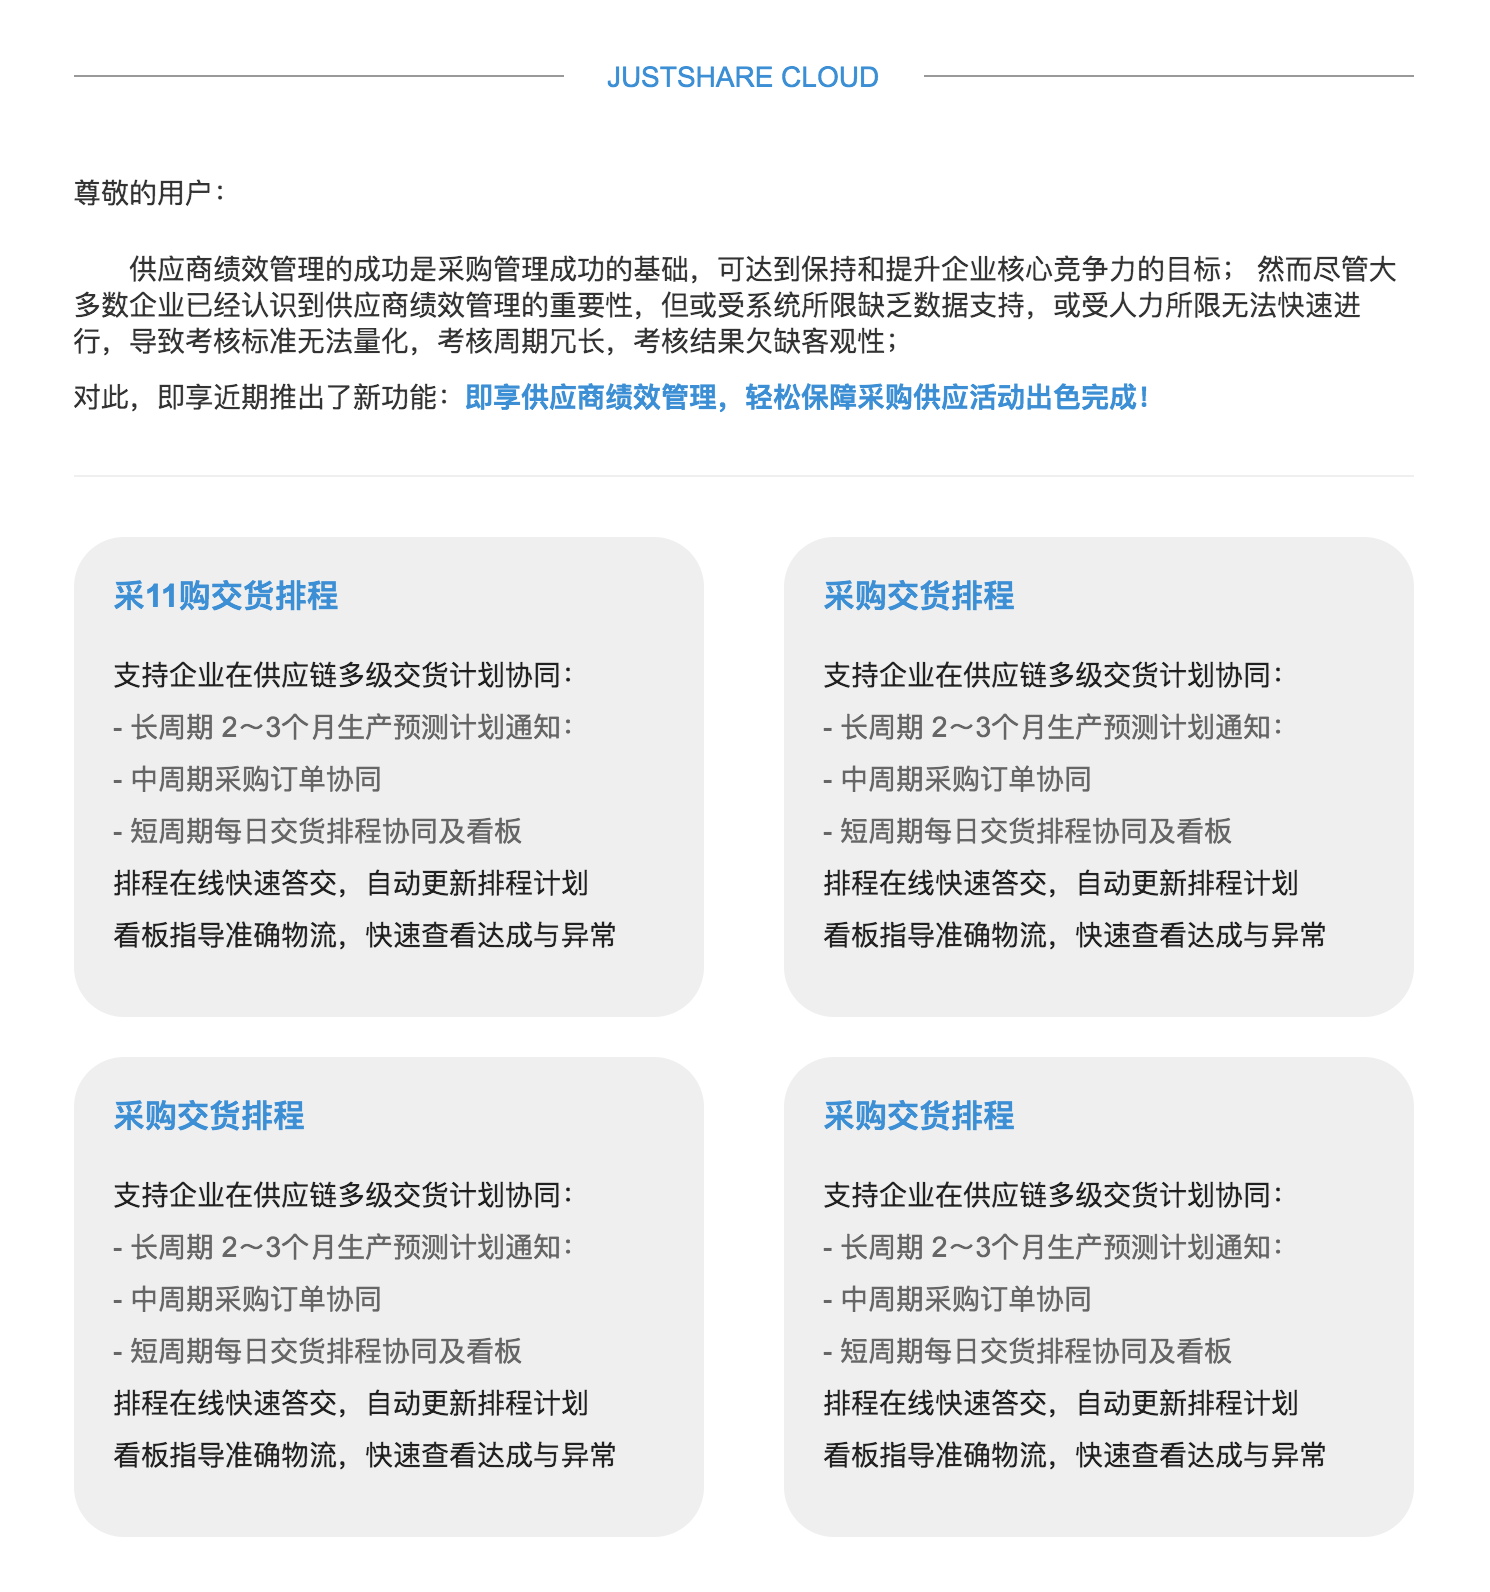 JUSTSHARE CLOUD
尊敬的用户：
供应商绩效管理的成功是采购管理成功的基础，可达到保持和提升企业核心竞争力的目标； 然而尽管大
多数企业已经认识到供应商绩效管理的重要性，但或受系统所限缺乏数据支持，或受人力所限无法快速进
行，导致考核标准无法量化，考核周期冗长，考核结果欠缺客观性；
对此，即享近期推出了新功能：即享供应商绩效管理，轻松保障采购供应活动出色完成！
采11购交货排程
支持企业在供应链多级交货计划协同：
- 长周期 2～3个月生产预测计划通知：
- 中周期采购订单协同
- 短周期每日交货排程协同及看板
排程在线快速答交，自动更新排程计划
看板指导准确物流，快速查看达成与异常
采购交货排程
支持企业在供应链多级交货计划协同：
- 长周期 2～3个月生产预测计划通知：
- 中周期采购订单协同
- 短周期每日交货排程协同及看板
排程在线快速答交，自动更新排程计划
看板指导准确物流，快速查看达成与异常
采购交货排程
支持企业在供应链多级交货计划协同：
- 长周期 2～3个月生产预测计划通知：
- 中周期采购订单协同
- 短周期每日交货排程协同及看板
排程在线快速答交，自动更新排程计划
看板指导准确物流，快速查看达成与异常
采购交货排程
支持企业在供应链多级交货计划协同：
- 长周期 2～3个月生产预测计划通知：
- 中周期采购订单协同
- 短周期每日交货排程协同及看板
排程在线快速答交，自动更新排程计划
看板指导准确物流，快速查看达成与异常